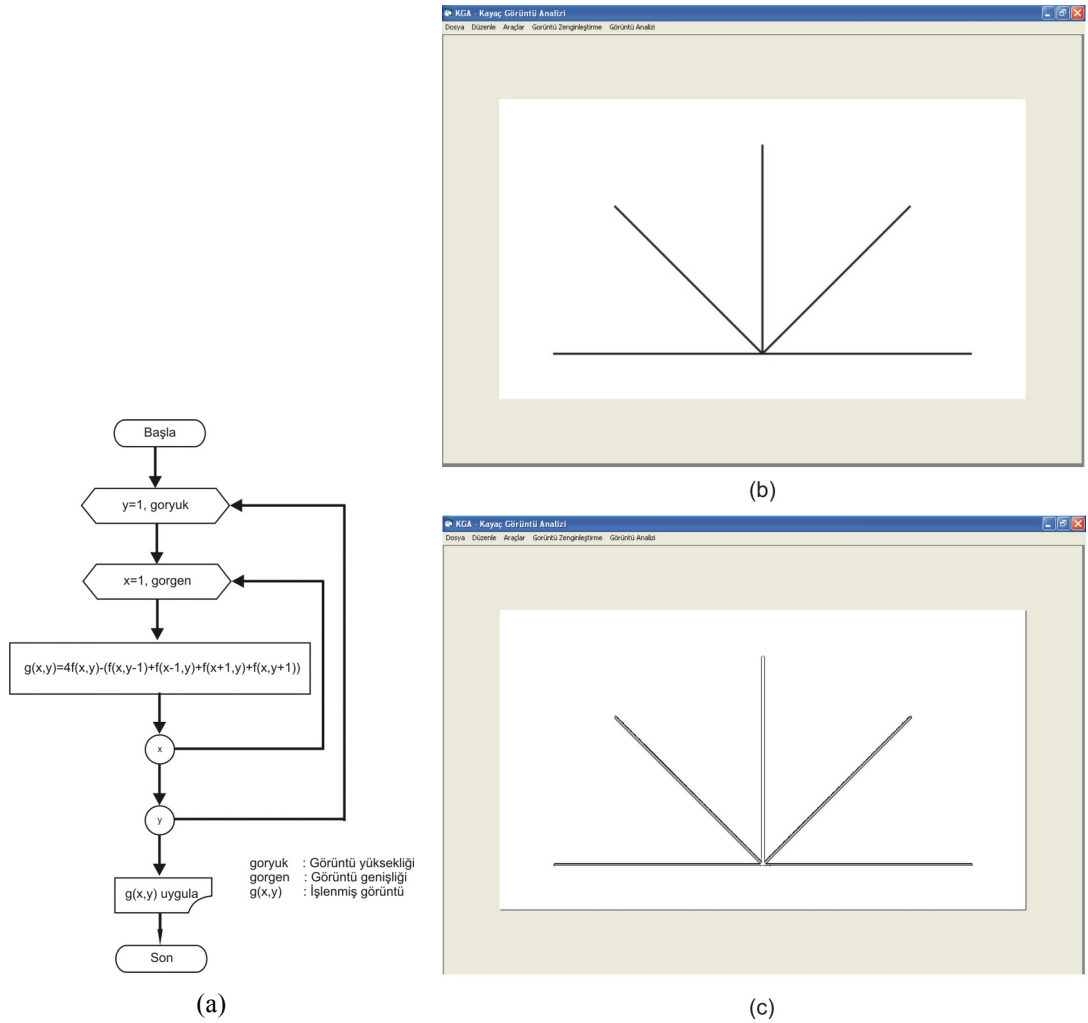 Başla
y=1, goryuk
x=1, gorgen
g(x,y)=4f(x,y)-(f(x,y-1)+f(x-1,y)+f(x+1,y)+f(x,y+1))
x
y
g(x,y) uygula
Son
goryuk : Görüntü yüksekliği
gorgen : Görüntü genişliği
g(x,y) : İşlenmiş görüntü
(a)
KGA - Kayaç Görüntü Analizi
Dosya Düzenle Araçlar Gorüntü Zenginleştirme Görüntü Analizi
(b)
KGA - Kayaç Görüntü Analizi
Dosya Düzenle Araçlar Gorüntü Zenginleştirme Görüntü Analizi
(c)